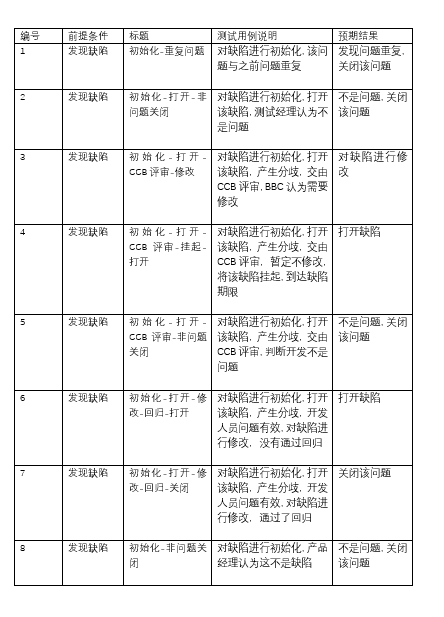 编号 前提条件 标题 测试用例说明 预期结果
1 发现缺陷 初始化-重复问题 对缺陷进行初始化, 该问 发现问题重复,
题与之前问题重复 关闭该问题
2 发现缺陷 初始化-打开-非 对缺陷进行初始化, 打开 不是问题, 关闭
问题关闭 该缺陷, 测试经理认为不 该问题
是问题
3 发现缺陷 初始化-打开- 对缺陷进行初始化, 打开 对缺陷进行修
CCB 评审-修改 该缺陷, 产生分歧, 交由 改
CCB 评审, BBC 认为需要
修改
4 发现缺陷 初始化-打开- 对缺陷进行初始化, 打开 打开缺陷
CCB 评审-挂起- 该缺陷, 产生分歧, 交由
打开 CCB 评审, 暂定不修改,
将该缺陷挂起, 到达缺陷
期限
5 发现缺陷 初始化-打开- 对缺陷进行初始化, 打开 不是问题, 关闭
CCB 评审-非问题 该缺陷, 产生分歧, 交由 该问题
关闭 CCB 评审, 判断开发不是
问题
6 发现缺陷 初始化-打开-修 对缺陷进行初始化, 打开 打开缺陷
改-回归-打开 该缺陷, 产生分歧, 开发
人员问题有效, 对缺陷进
行修改, 没有通过回归
7 发现缺陷 初始化-打开-修 对缺陷进行初始化, 打开 关闭该问题
改-回归-关闭 该缺陷, 产生分歧, 开发
人员问题有效, 对缺陷进
行修改, 通过了回归
8 发现缺陷 初始化-非问题关 对缺陷进行初始化, 产品 不是问题, 关闭
闭 经理认为这不是缺陷 该问题